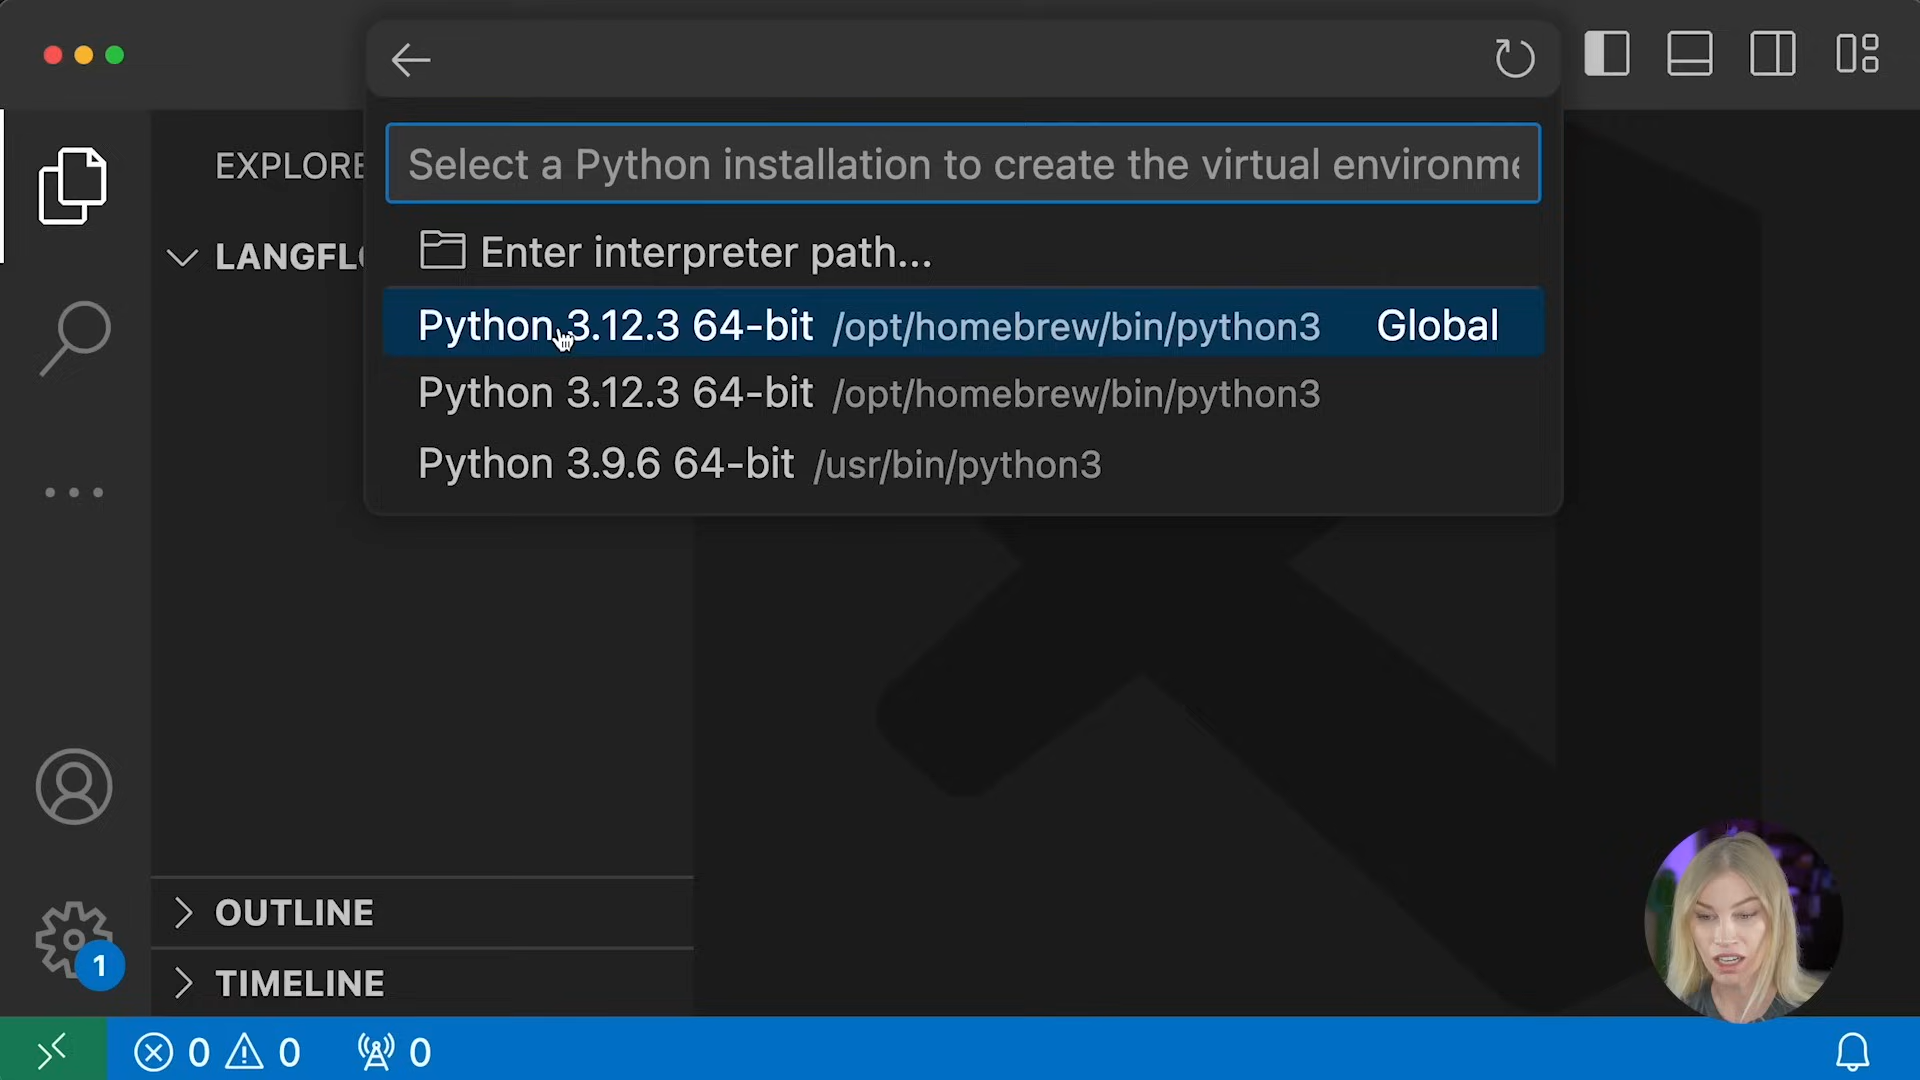 EXPLORE
Select a Python installation to create the virtual environme
LANGFL
Enter interpreter path...
Python 3.12.3 64-bit /opt/homebrew/bin/python3 Global
Python 3.12.3 64-bit /opt/homebrew/bin/python3
Python 3.9.6 64-bit /usr/bin/python3
OUTLINE
1
TIMELINE
0 0 0